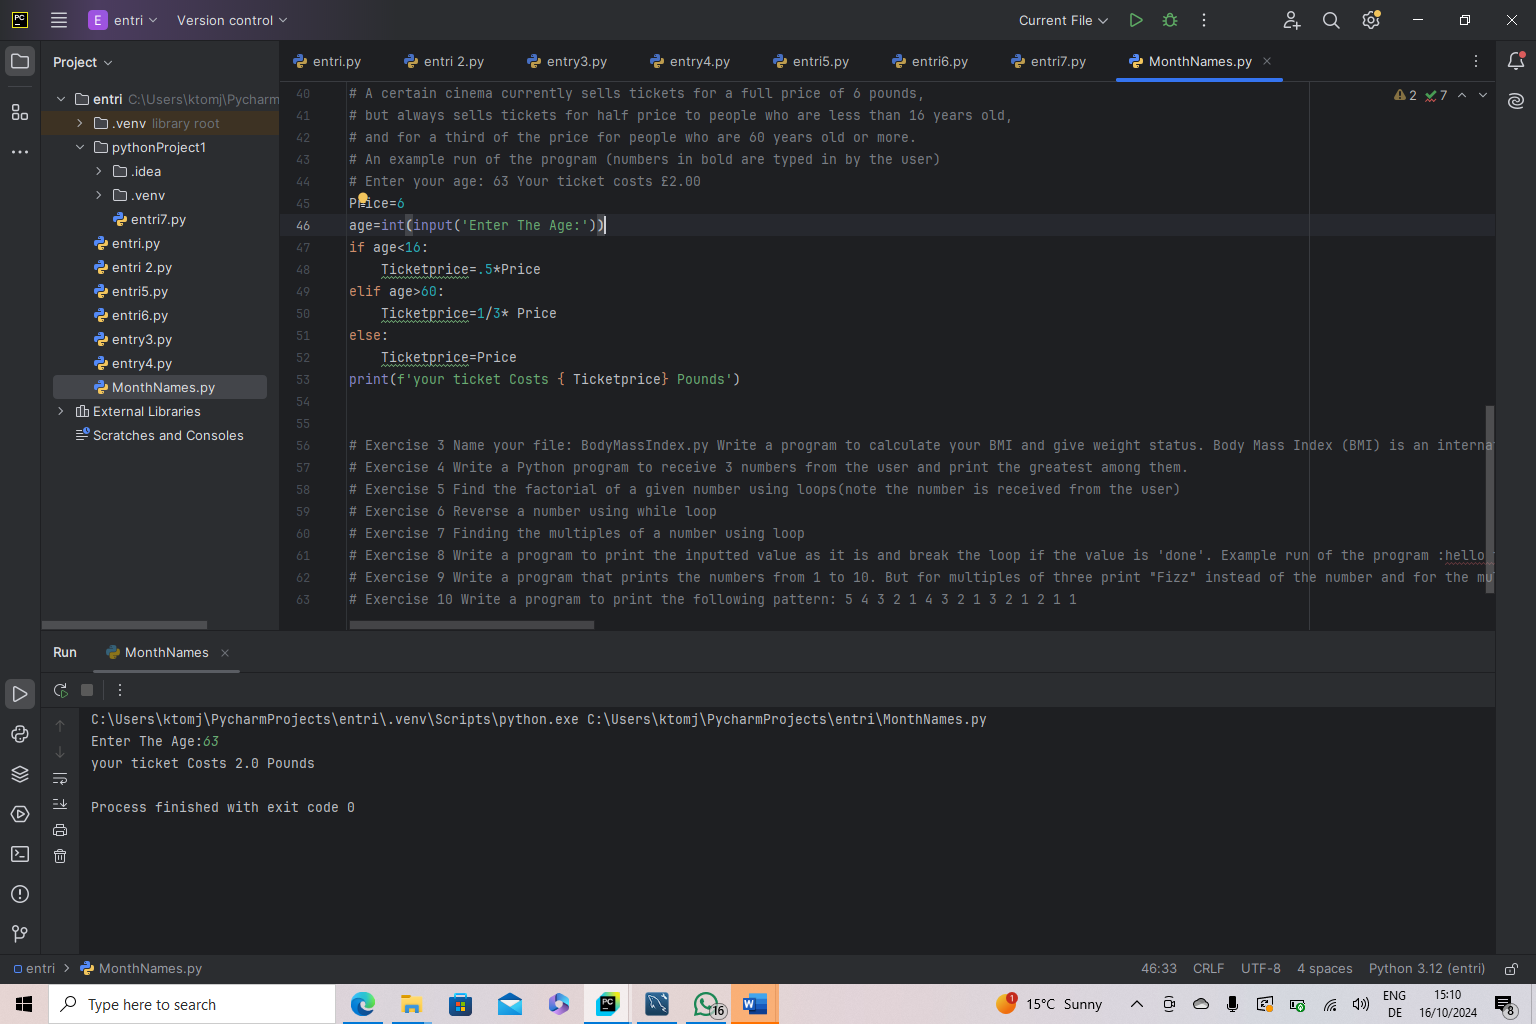 PC
E entri
Version control
Current File
Project
entri C:\Users\ktomj\Pycharm
.venv library root
pythonProject1
.idea
.venv
entri7.py
entri.py
entri 2.py
entri5.py
entri6.py
entry3.py
entry4.py
MonthNames.py
External Libraries
Scratches and Consoles
entri.py
entri 2.py
entry3.py
entry4.py
entri5.py
entri6.py
entri7.py
MonthNames.py
2 7
40 # A certain cinema currently sells tickets for a full price of 6 pounds,
41 # but always sells tickets for half price to people who are less than 16 years old,
42 # and for a third of the price for people who are 60 years old or more.
43 # An example run of the program (numbers in bold are typed in by the user)
44 # Enter your age: 63 Your ticket costs £2.00
45 Price=6
46 age=int(input('Enter The Age:'))
47 if age<16:
48 Ticketprice=.5*Price
49 elif age>60:
50 Ticketprice=1/3* Price
51 else:
52 Ticketprice=Price
53 print(f'your ticket Costs { Ticketprice} Pounds')
54
55
56 # Exercise 3 Name your file: BodyMassIndex.py Write a program to calculate your BMI and give weight status. Body Mass Index (BMI) is an interna
57 # Exercise 4 Write a Python program to receive 3 numbers from the user and print the greatest among them.
58 # Exercise 5 Find the factorial of a given number using loops(note the number is received from the user)
59 # Exercise 6 Reverse a number using while loop
60 # Exercise 7 Finding the multiples of a number using loop
61 # Exercise 8 Write a program to print the inputted value as it is and break the loop if the value is 'done'. Example run of the program :hello
62 # Exercise 9 Write a program that prints the numbers from 1 to 10. But for multiples of three print "Fizz" instead of the number and for the mu
63 # Exercise 10 Write a program to print the following pattern: 5 4 3 2 1 4 3 2 1 3 2 1 2 1 1
Run MonthNames
C:\Users\ktomj\PycharmProjects\entri\.venv\Scripts\python.exe C:\Users\ktomj\PycharmProjects\entri\MonthNames.py
Enter The Age:63
your ticket Costs 2.0 Pounds
Process finished with exit code 0
entri MonthNames.py
46:33 CRLF UTF-8 4 spaces Python 3.12 (entri)
Type here to search
PC
16
W
1
15°C Sunny
ENG
DE
15:10
16/10/2024
8